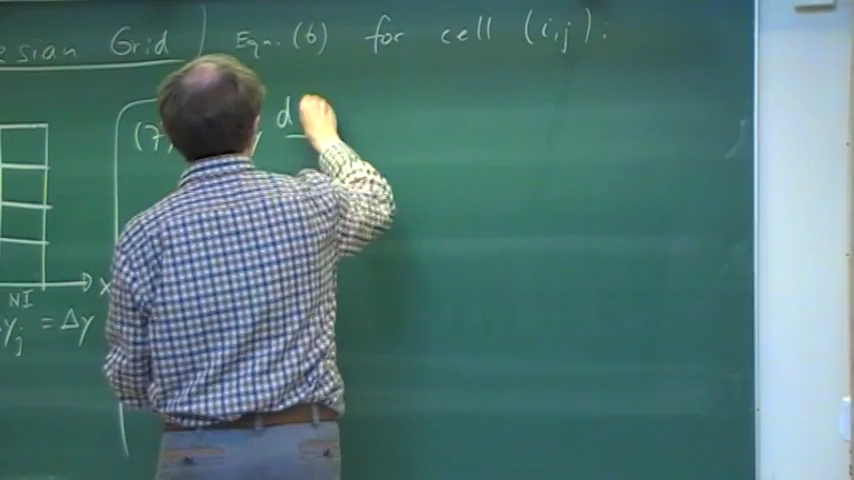 esian Grid
Eqn. (6) for cell (i,j):
(7)
y d
x
NI
y_j = Δy